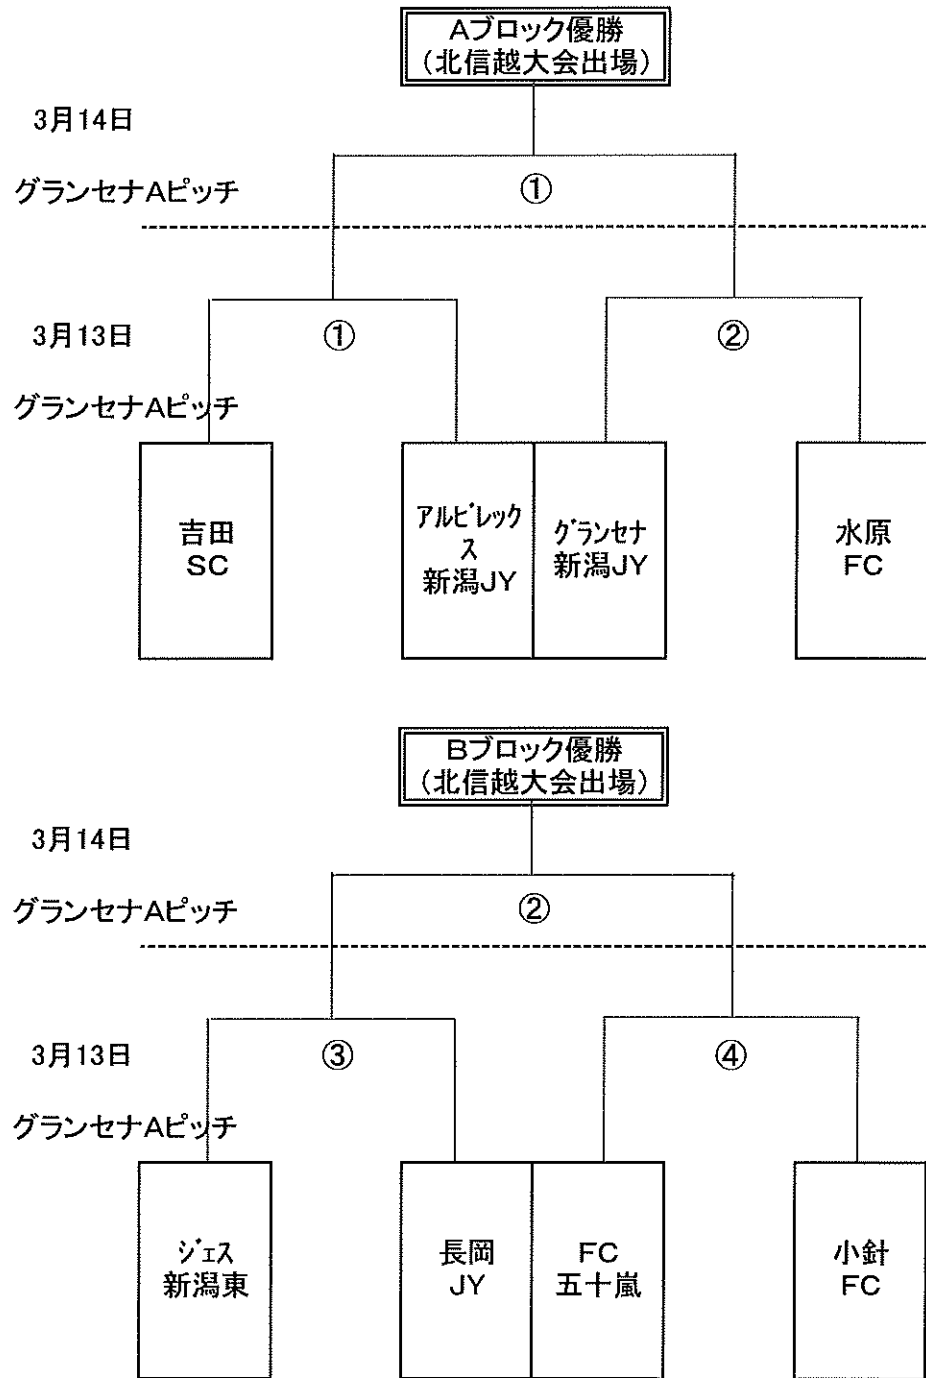 Aブロック優勝
(北信越大会出場)
3月14日
グランセナAピッチ
①
3月13日
①
②
グランセナAピッチ
吉田
SC
アルビレック
ス
新潟JY
グランセナ
新潟JY
水原
FC
Bブロック優勝
(北信越大会出場)
3月14日
グランセナAピッチ
②
3月13日
③
④
グランセナAピッチ
ジェス
新潟東
長岡
JY
FC
五十嵐
小針
FC